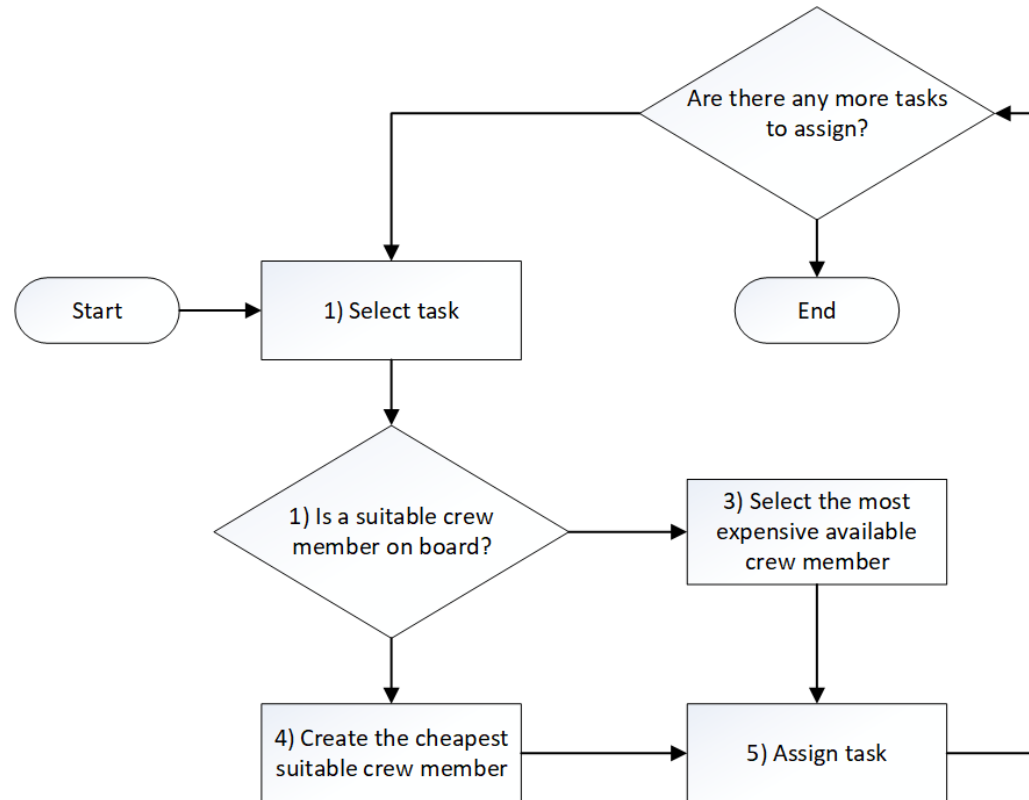 Are there any more tasks
to assign?
Start
1) Select task
End
1) Is a suitable crew
member on board?
3) Select the most
expensive available
crew member
4) Create the cheapest
suitable crew member
5) Assign task